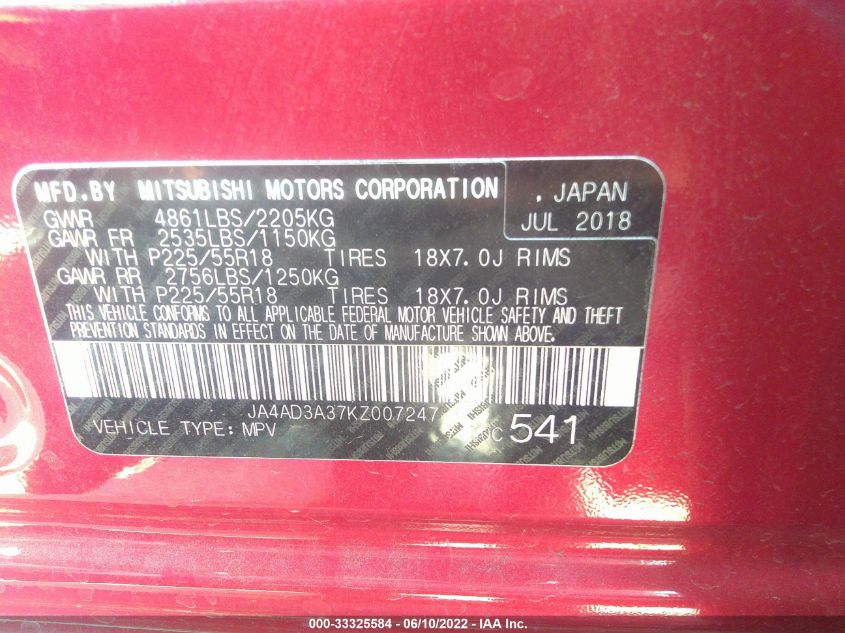 MFD.BY MITSUBISHI MOTORS CORPORATION
. JAPAN
JUL 2018
GVWR 4861LBS/2205KG
GAWR FR 2535LBS/1150KG
WITH P225/55R18 TIRES 18X7.0J RIMS
GAWR RR 2756LBS/1250KG
WITH P225/55R18 TIRES 18X7.0J RIMS
THIS VEHICLE CONFORMS TO ALL APPLICABLE FEDERAL MOTOR VEHICLE SAFETY AND THEFT
PREVENTION STANDARDS IN EFFECT ON THE DATE OF MANUFACTURE SHOWN ABOVE.
JA4AD3A37KZ007247
VEHICLE TYPE: MPV
C 541
000-33325584 - 06/10/2022 - IAA Inc.